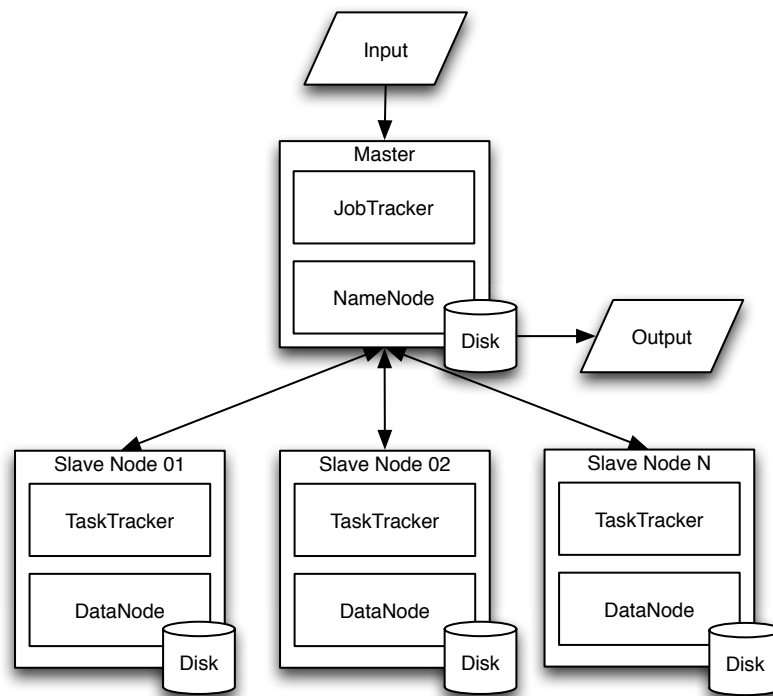 Input
Master
JobTracker
NameNode
Disk
Output
Slave Node 01
Slave Node 02
Slave Node N
TaskTracker
TaskTracker
TaskTracker
DataNode
DataNode
DataNode
Disk
Disk
Disk